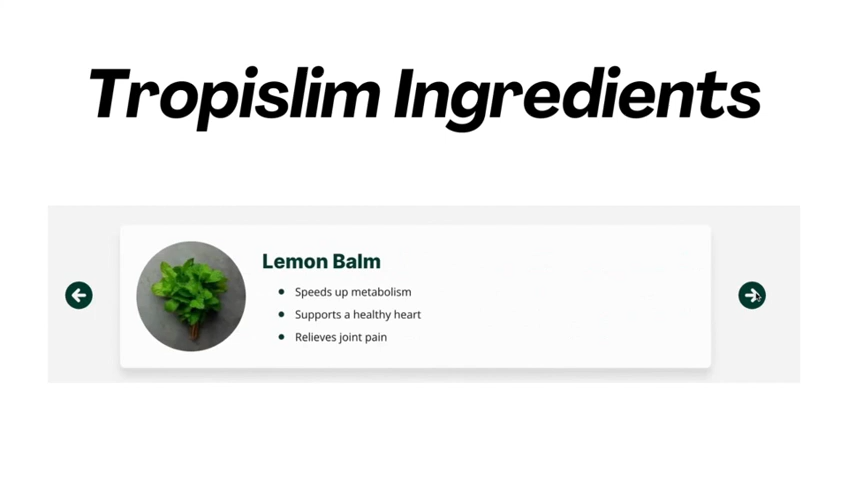 Tropislim Ingredients
Lemon Balm
Speeds up metabolism
Supports a healthy heart
Relieves joint pain